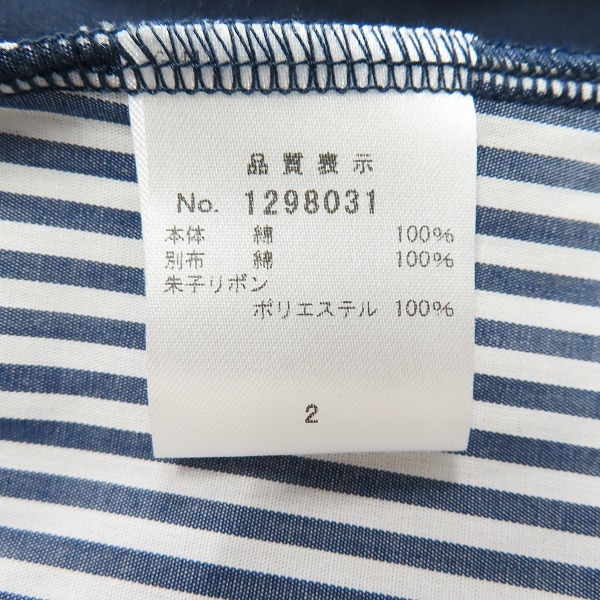 品質表示
No. 1298031
本体 綿 100%
別布 綿 100%
朱子リボン
ポリエステル 100%
2